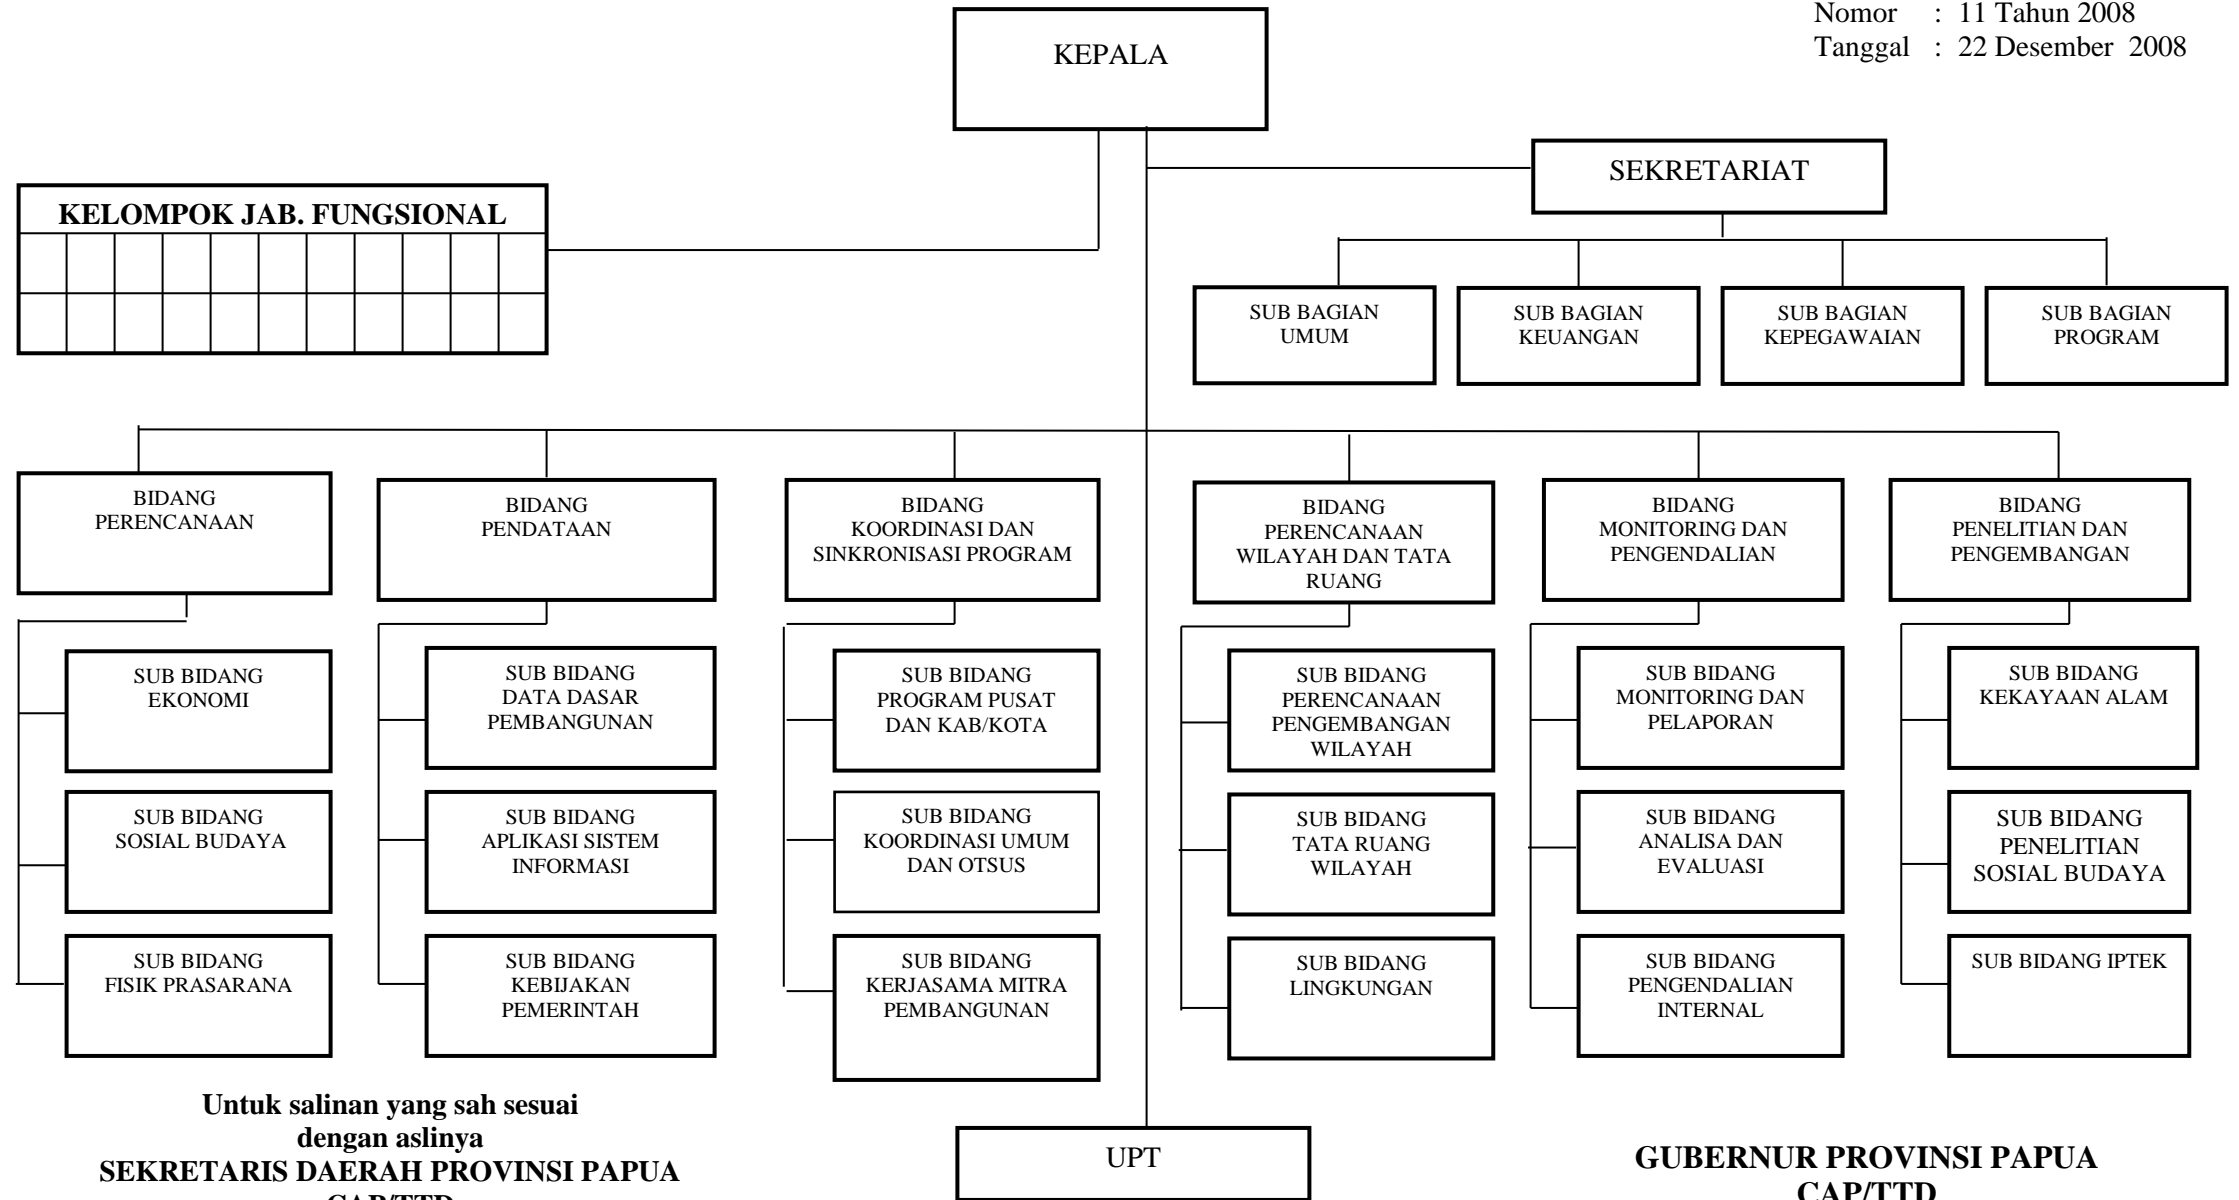 Nomor : 11 Tahun 2008
Tanggal : 22 Desember 2008
KEPALA
SEKRETARIAT
KELOMPOK JAB. FUNGSIONAL
SUB BAGIAN
UMUM
SUB BAGIAN
KEUANGAN
SUB BAGIAN
KEPEGAWAIAN
SUB BAGIAN
PROGRAM
BIDANG
PERENCANAAN
BIDANG
PENDATAAN
BIDANG
KOORDINASI DAN
SINKRONISASI PROGRAM
BIDANG
PERENCANAAN
WILAYAH DAN TATA
RUANG
BIDANG
MONITORING DAN
PENGENDALIAN
BIDANG
PENELITIAN DAN
PENGEMBANGAN
SUB BIDANG
EKONOMI
SUB BIDANG
DATA DASAR
PEMBANGUNAN
SUB BIDANG
PROGRAM PUSAT
DAN KAB/KOTA
SUB BIDANG
PERENCANAAN
PENGEMBANGAN
WILAYAH
SUB BIDANG
MONITORING DAN
PELAPORAN
SUB BIDANG
KEKAYAAN ALAM
SUB BIDANG
SOSIAL BUDAYA
SUB BIDANG
APLIKASI SISTEM
INFORMASI
SUB BIDANG
KOORDINASI UMUM
DAN OTSUS
SUB BIDANG
TATA RUANG
WILAYAH
SUB BIDANG
ANALISA DAN
EVALUASI
SUB BIDANG
PENELITIAN
SOSIAL BUDAYA
SUB BIDANG
FISIK PRASARANA
SUB BIDANG
KEBIJAKAN
PEMERINTAH
SUB BIDANG
KERJASAMA MITRA
PEMBANGUNAN
SUB BIDANG
LINGKUNGAN
SUB BIDANG
PENGENDALIAN
INTERNAL
SUB BIDANG IPTEK
Untuk salinan yang sah sesuai
dengan aslinya
SEKRETARIS DAERAH PROVINSI PAPUA
CAP/TTD
UPT
GUBERNUR PROVINSI PAPUA
CAP/TTD